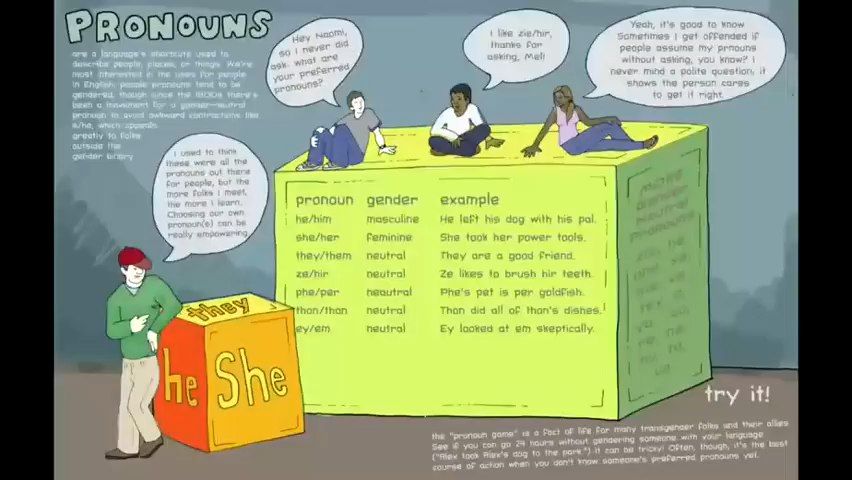 PRONOUNS
are a language's shortcuts used to
describe people, places, or things. We're
most interested in the uses for people
in English, people pronouns tend to be
gendered, though since the 1800s there's
been a movement for a gender-neutral
pronoun to avoid awkward contractions like
s/he, which appeals
greatly to folks
outside the
gender binary
Hey Naomi,
so I never did
ask, what are
your preferred
pronouns?
I like zie/hir,
thanks for
asking, Mel!
Yeah, it's good to know
Sometimes I get offended if
people assume my pronouns
without asking, you know? I
never mind a polite question, it
shows the person cares
to get it right.
I used to think
these were all the
pronouns out there
for people, but the
more folks I meet,
the more I learn.
Choosing our own
pronoun(s) can be
really empowering.
pronoun gender example
he/him masculine He left his dog with his pal.
she/her feminine She took her power tools.
they/them neutral They are a good friend.
ze/hir neutral Ze likes to brush hir teeth.
phe/per neautral Phe's pet is per goldfish.
thon/thon neutral Thon did all of thon's dishes.
ey/em neutral Ey looked at em skeptically.
more
gender
neutral
pronouns
they
he She
try it!
the "pronoun game" is a fact of life for many transgender folks and their allies
See if you can go 24 hours without gendering someone with your language
("Alex took Alex's dog to the park.") it can be tricky! Often, though, it's the best
course of action when you don't know someone's preferred pronouns yet.